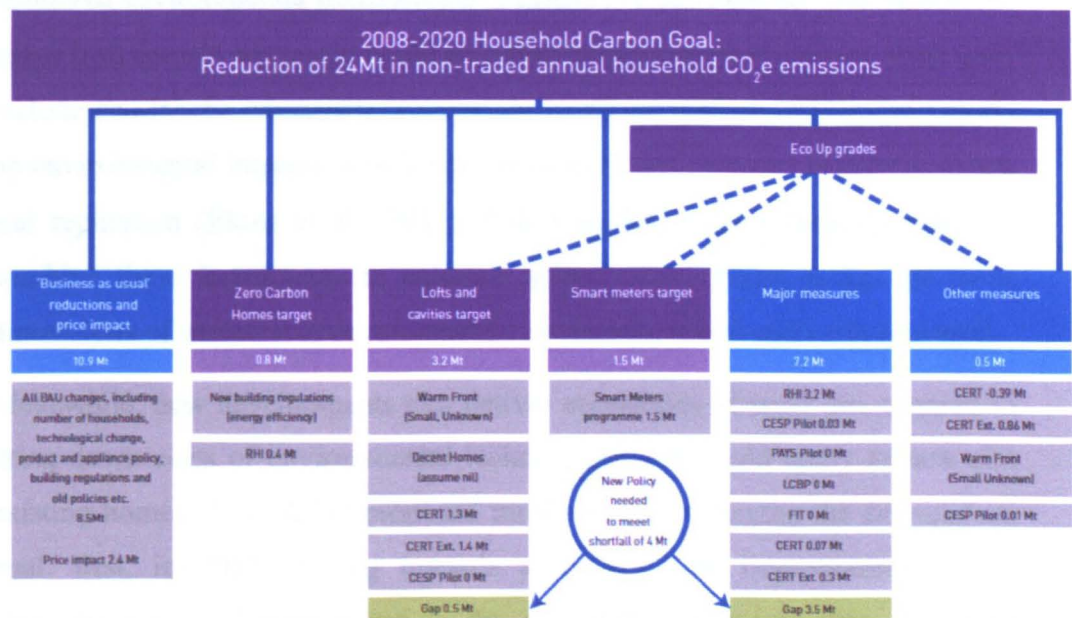 2008-2020 Household Carbon Goal:
Reduction of 24Mt in non-traded annual household CO₂e emissions
Eco Up grades
'Business as usual'
reductions and
price impact
10.9 Mt
All BAU changes, including
number of households,
technological change,
product and appliance policy,
building regulations and
old policies etc.
8.5Mt
Price impact 2.4 Mt
Zero Carbon
Homes target
0.8 Mt
New building regulations
(energy efficiency)
RHI 0.4 Mt
Lofts and
cavities target
3.2 Mt
Warm Front
(Small, Unknown)
Decent Homes
(assume nil)
CERT 1.3 Mt
CERT Ext. 1.4 Mt
CESP Pilot 0 Mt
Gap 0.5 Mt
Smart meters target
1.5 Mt
Smart Meters
programme 1.5 Mt
New Policy
needed
to meeet
shortfall of 4 Mt
Major measures
7.2 Mt
RHI 3.2 Mt
CESP Pilot 0.03 Mt
PAYS Pilot 0 Mt
LCBP 0 Mt
FIT 0 Mt
CERT 0.07 Mt
CERT Ext. 0.3 Mt
Gap 3.5 Mt
Other measures
0.5 Mt
CERT -0.39 Mt
CERT Ext. 0.86 Mt
Warm Front
(Small Unknown)
CESP Pilot 0.01 Mt